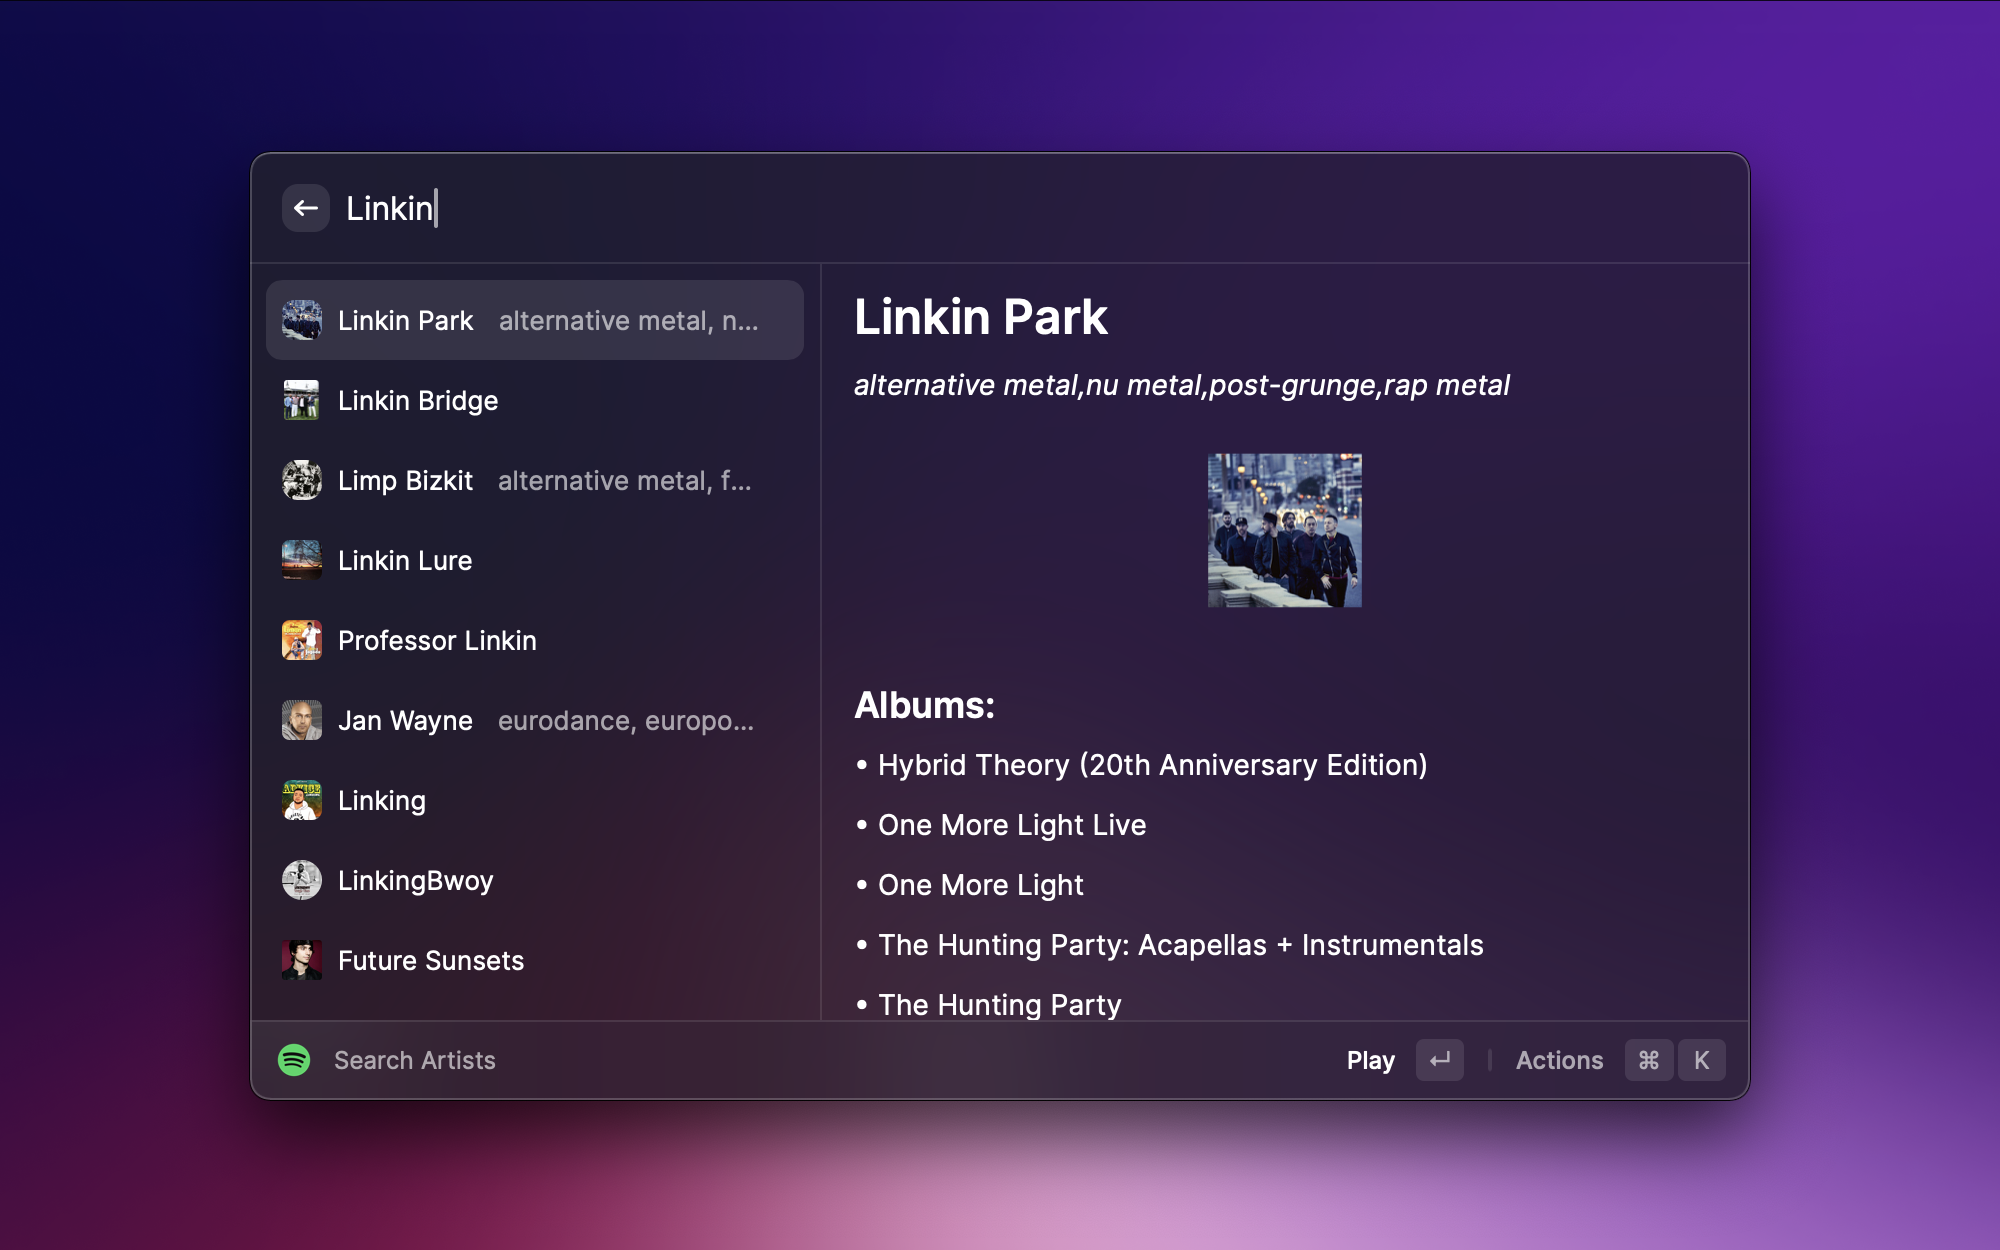 Linkin
Linkin Park alternative metal, n...
Linkin Bridge
Limp Bizkit alternative metal, f...
Linkin Lure
Professor Linkin
Jan Wayne eurodance, europo...
Linking
LinkingBwoy
Future Sunsets
Linkin Park
alternative metal,nu metal,post-grunge,rap metal
Albums:
• Hybrid Theory (20th Anniversary Edition)
• One More Light Live
• One More Light
• The Hunting Party: Acapellas + Instrumentals
• The Hunting Party
Search Artists
Play ↵ | Actions ⌘ K